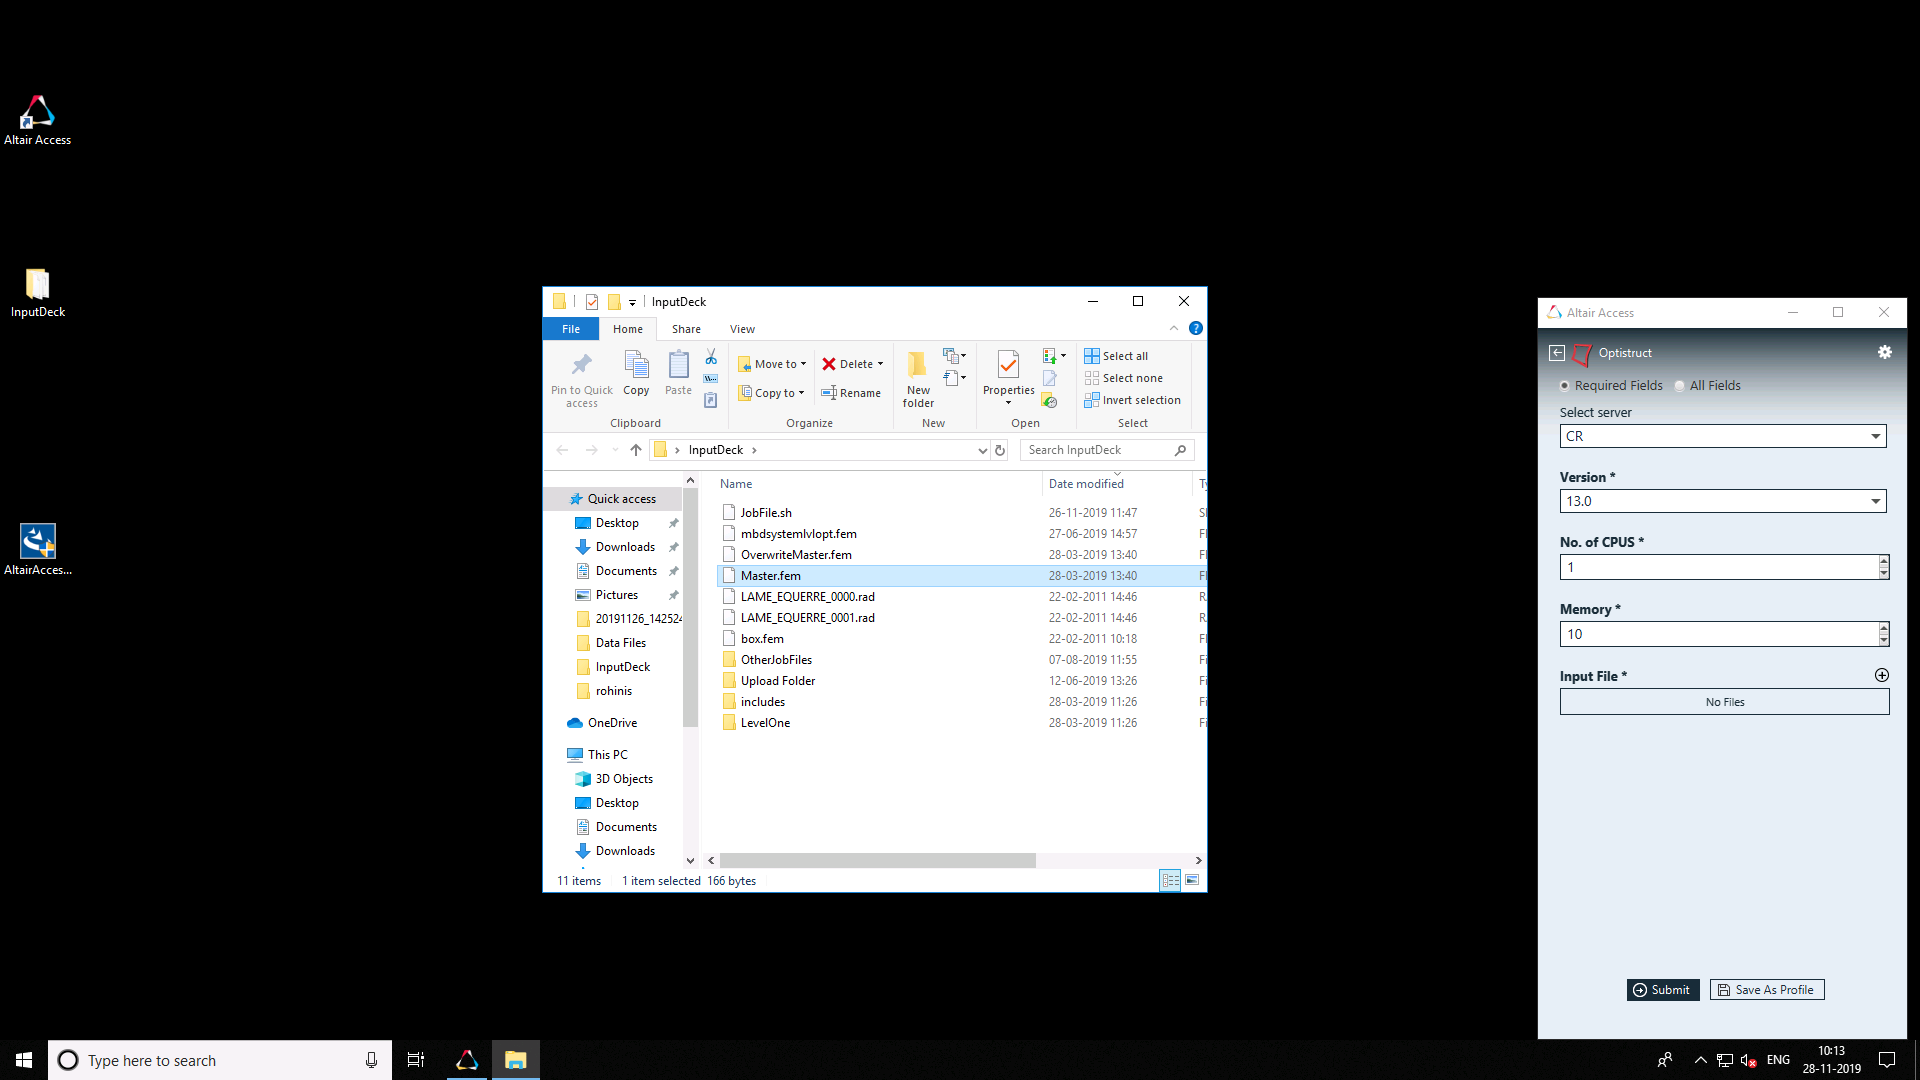 Altair Access
InputDeck
AltairAcces...
InputDeck
File
Home
Share
View
Pin to Quick access
Copy
Paste
Clipboard
Move to
Copy to
Delete
Rename
Organize
New folder
New
Properties
Open
Select all
Select none
Invert selection
Select
InputDeck
Search InputDeck
Quick access
Desktop
Downloads
Documents
Pictures
20191126_142524
Data Files
InputDeck
rohinis
OneDrive
This PC
3D Objects
Desktop
Documents
Downloads
Name Date modified
JobFile.sh 26-11-2019 11:47
mbdsystemlvlopt.fem 27-06-2019 14:57
OverwriteMaster.fem 28-03-2019 13:40
Master.fem 28-03-2019 13:40
LAME_EQUERRE_0000.rad 22-02-2011 14:46
LAME_EQUERRE_0001.rad 22-02-2011 14:46
box.fem 22-02-2011 10:18
OtherJobFiles 07-08-2019 11:55
Upload Folder 12-06-2019 13:26
includes 28-03-2019 11:26
LevelOne 28-03-2019 11:26
11 items 1 item selected 166 bytes
Altair Access
Optistruct
Required Fields All Fields
Select server
CR
Version *
13.0
No. of CPUS *
1
Memory *
10
Input File *
No Files
Submit Save As Profile
Type here to search
ENG
10:13
28-11-2019